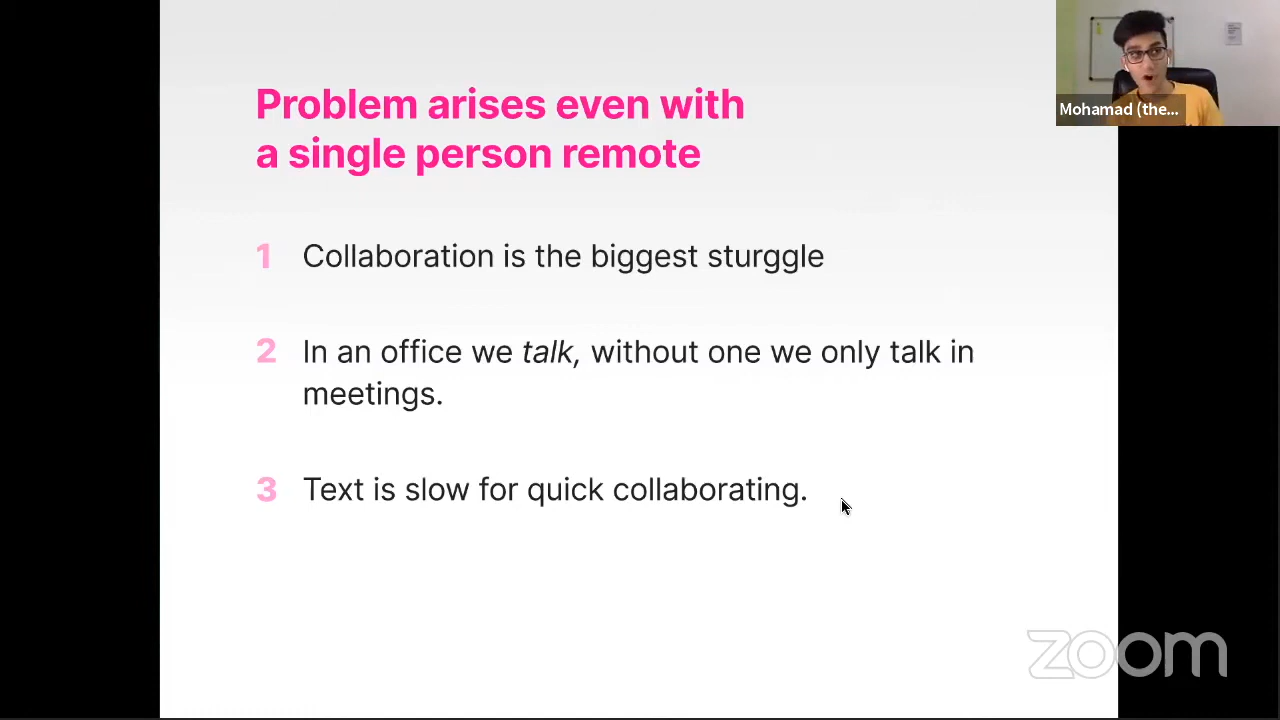 Problem arises even with
a single person remote
1 Collaboration is the biggest sturggle
2 In an office we talk, without one we only talk in
meetings.
3 Text is slow for quick collaborating.
Mohamad (the...
zoom